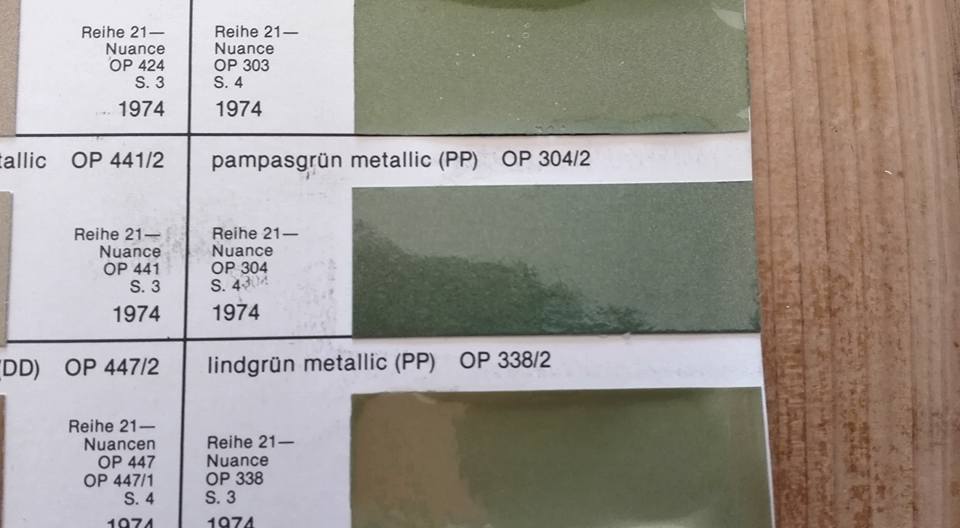 Reihe 21—
Nuance
OP 424
S. 3
1974
Reihe 21—
Nuance
OP 303
S. 4
1974
tallic OP 441/2
pampasgrün metallic (PP) OP 304/2
Reihe 21—
Nuance
OP 441
S. 3
1974
Reihe 21—
Nuance
OP 304
S. 4
304
1974
(DD) OP 447/2
lindgrün metallic (PP) OP 338/2
Reihe 21—
Nuancen
OP 447
OP 447/1
S. 4
1974
Reihe 21—
Nuance
OP 338
S. 3
1974